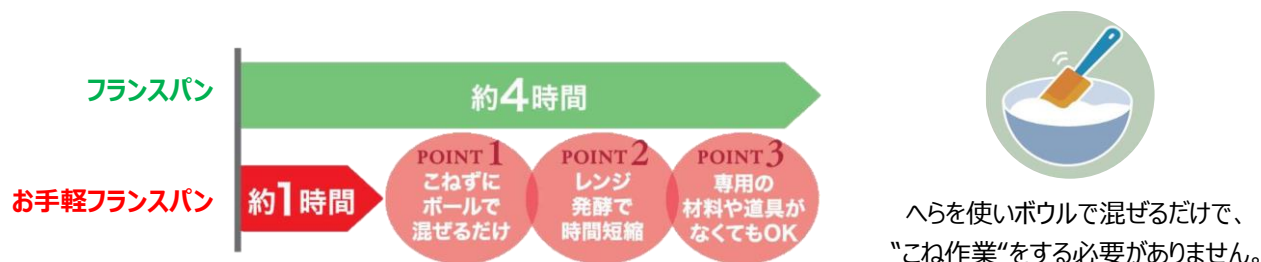 フランスパン
約4時間
お手軽フランスパン
約1時間
POINT 1
こねずに
ボールで
混ぜるだけ
POINT 2
レンジ
発酵で
時間短縮
POINT 3
専用の
材料や道具が
なくてもOK
へらを使いボウルで混ぜるだけで、
“こね作業“をする必要がありません。